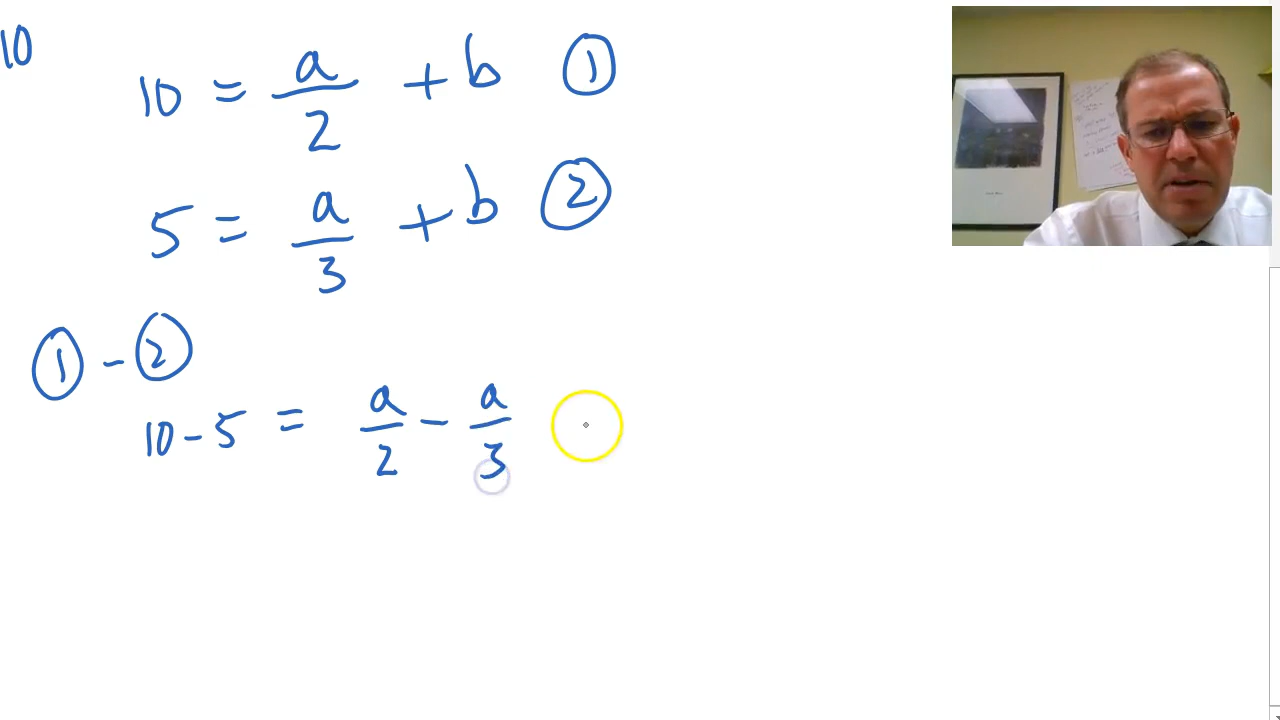 10
10 = a/2 + b ①
5 = a/3 + b ②
① - ②
10 - 5 = a/2 - a/3